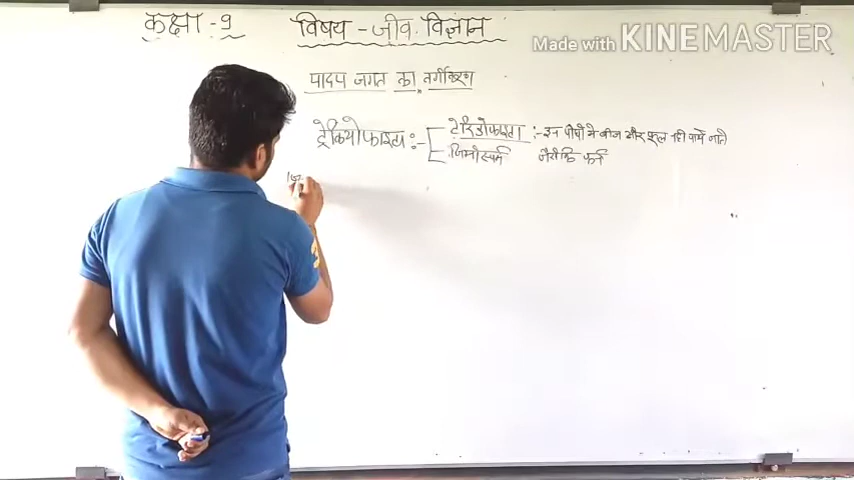 कक्षा - 9 विषय - जीव विज्ञान
Made with KINEMASTER
पादप जगत का वर्गीकरण
ट्रेकियोफाइटा :- टेरिडोफाइटा :- इन पौधों में बीज और फूल नहीं पाये जाते
जिम्नोस्पर्म जैसे कि फर्न